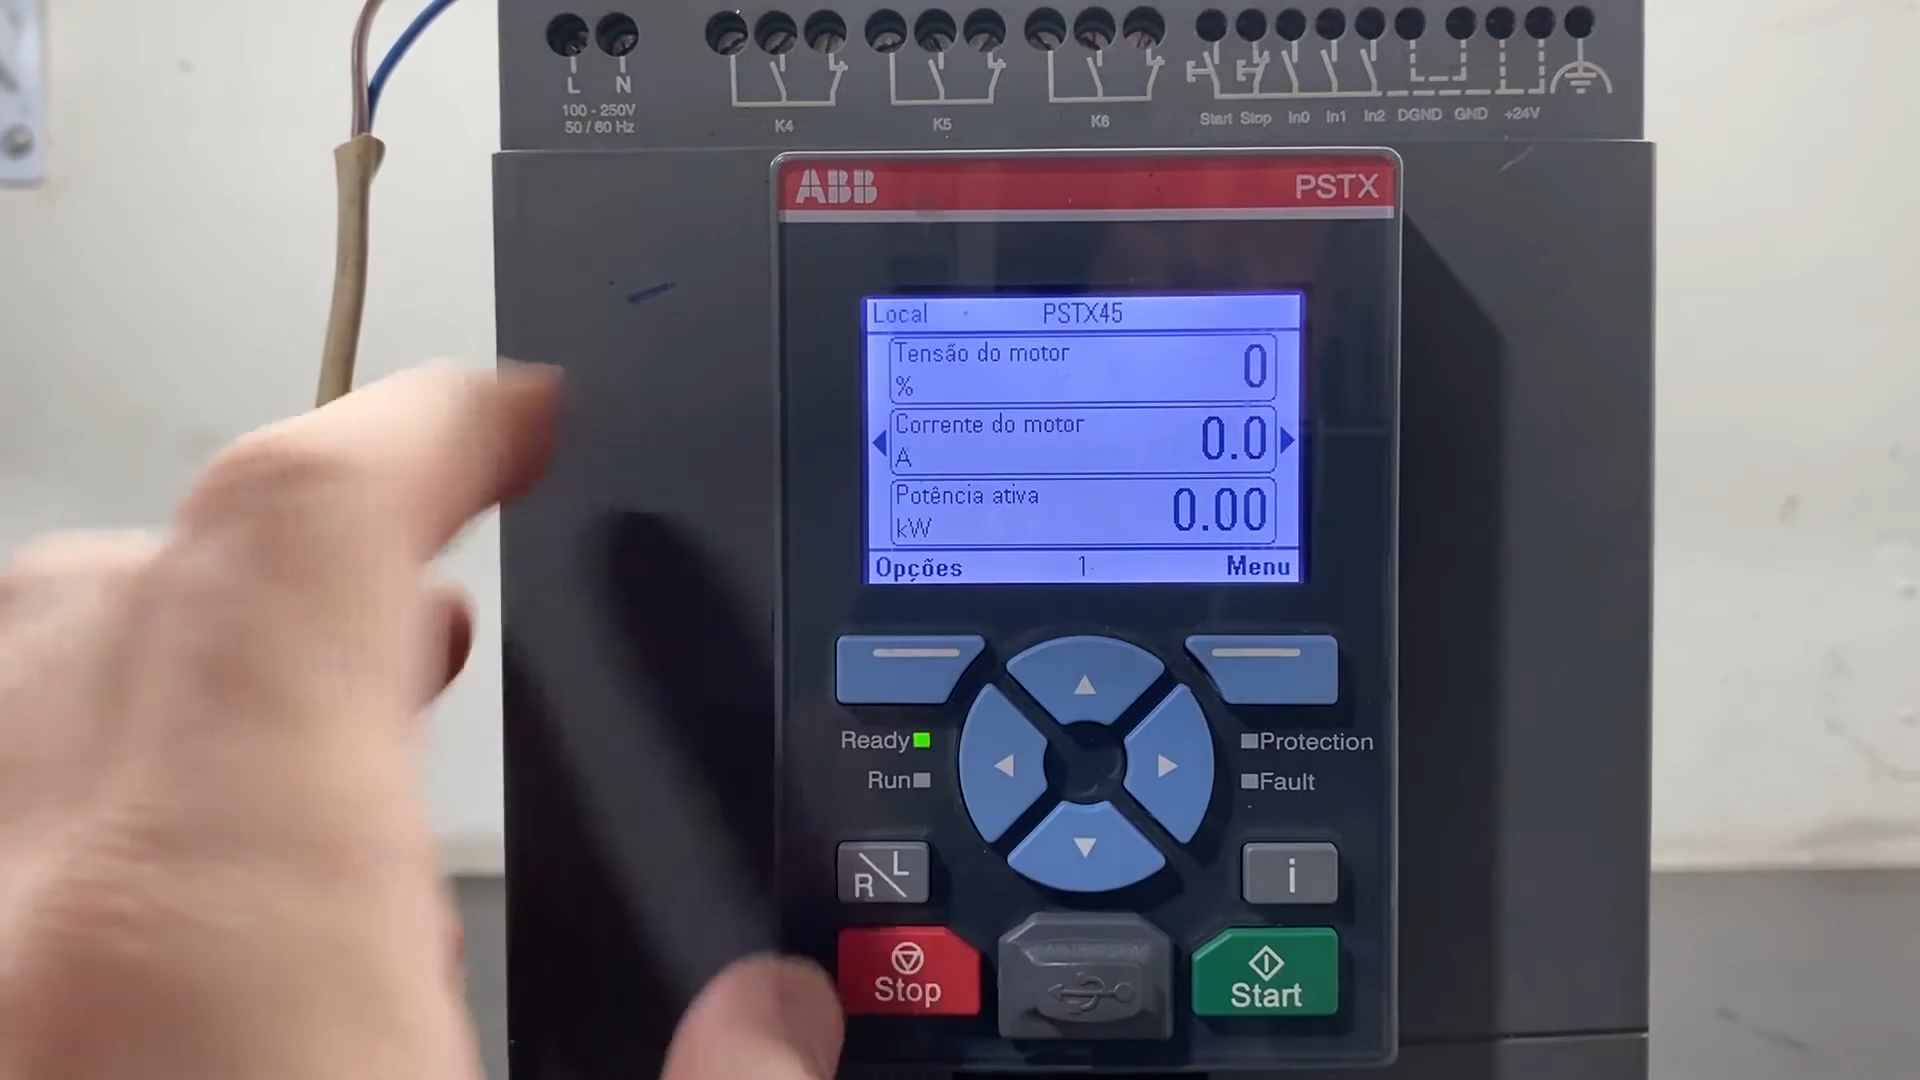 L N
100 - 250V
50 / 60 Hz
K4 K5 K6
Start Stop In0 In1 In2 DGND GND +24V
ABB PSTX
Local PSTX45
Tensão do motor 0
%
Corrente do motor 0.0
A
Potência ativa 0.00
kW
Opções 1 Menu
Ready Protection
Run Fault
R L i
Stop Start